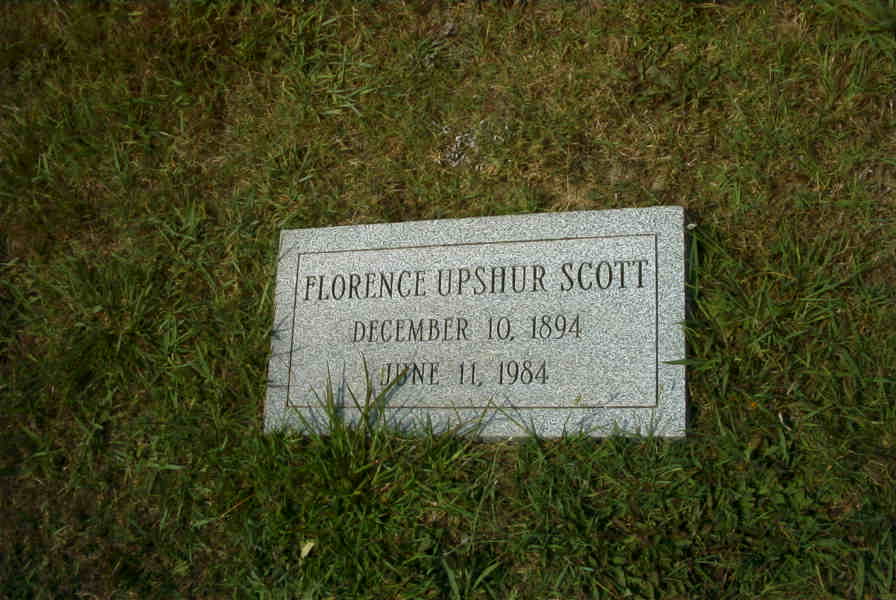 FLORENCE UPSHUR SCOTT
DECEMBER 10, 1894
JUNE 11, 1984